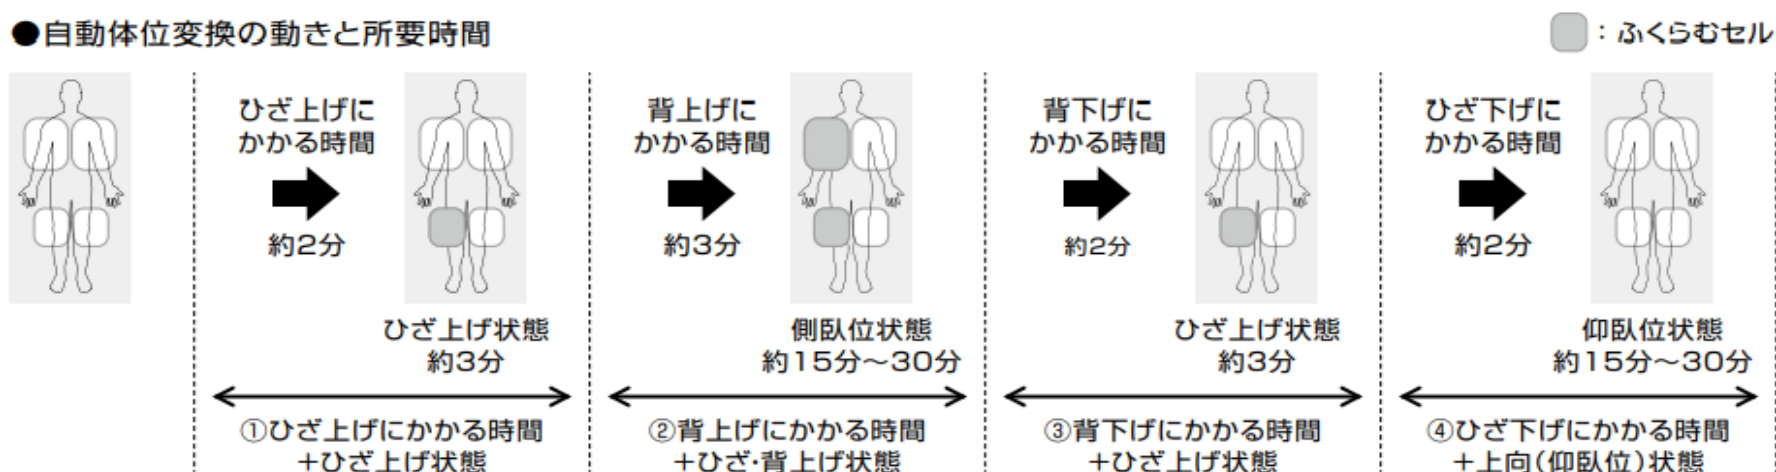 ●自動体位変換の動きと所要時間
：ふくらむセル
ひざ上げに
かかる時間
約2分
ひざ上げ状態
約3分
①ひざ上げにかかる時間
＋ひざ上げ状態
背上げに
かかる時間
約3分
側臥位状態
約15分～30分
②背上げにかかる時間
＋ひざ･背上げ状態
背下げに
かかる時間
約2分
ひざ上げ状態
約3分
③背下げにかかる時間
＋ひざ上げ状態
ひざ下げに
かかる時間
約2分
仰臥位状態
約15分～30分
④ひざ下げにかかる時間
＋上向(仰臥位)状態